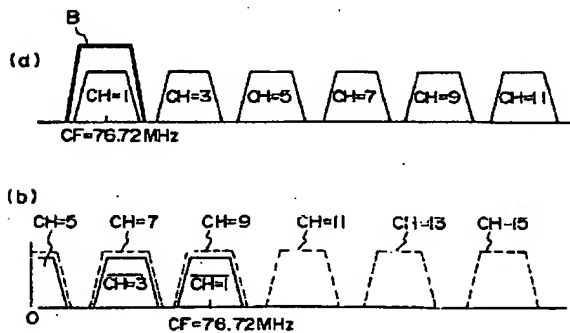 B
(d)
CH=1 CH=3 CH=5 CH=7 CH=9 CH=11
CF=76.72MHz
(b)
CH=5 CH=7 CH=9 CH=11 CH=13 CH=15
CH=3 CH=1
0
CF=76.72MHz